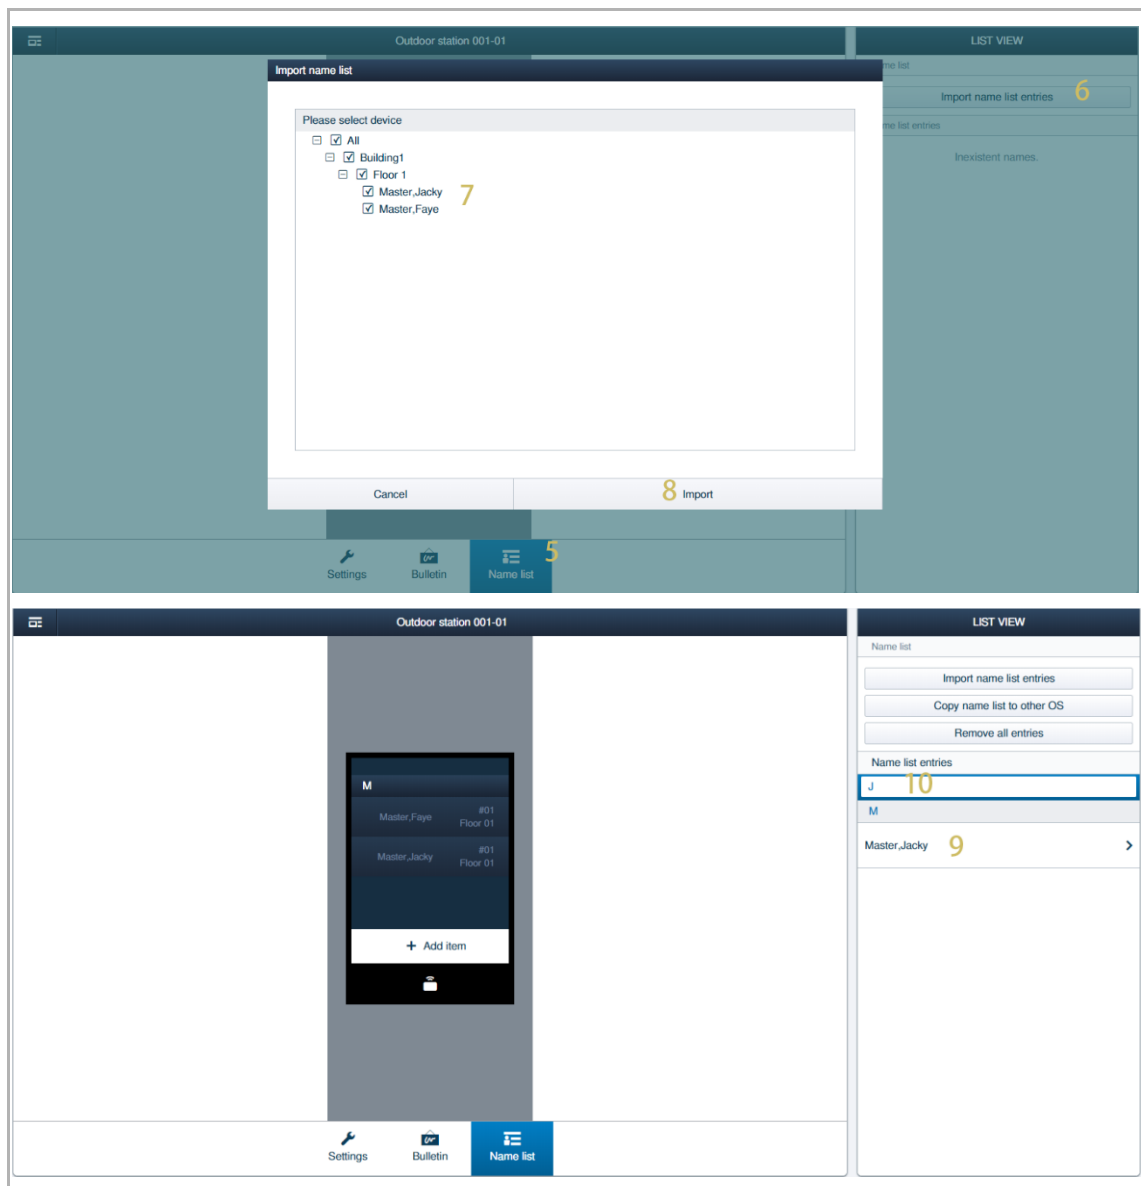 Outdoor station 001-01
LIST VIEW
Import name list
me list
Import name list entries 6
me list entries
Inexistent names.
Please select device
All
Building1
Floor 1
Master,Jacky 7
Master,Faye
Cancel
8 Import
5
Settings
Bulletin
Name list
Outdoor station 001-01
LIST VIEW
Name list
Import name list entries
Copy name list to other OS
Remove all entries
Name list entries
J 10
M
Master,Jacky 9
M
Master,Faye #01
Floor 01
Master,Jacky #01
Floor 01
+ Add item
Settings
Bulletin
Name list